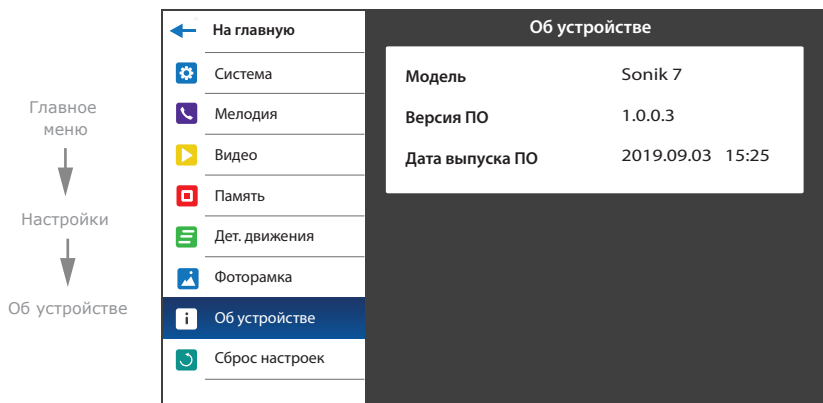 Главное
меню
Настройки
Об устройстве
На главную
Система
Мелодия
Видео
Память
Дет. движения
Фоторамка
Об устройстве
Сброс настроек
Об устройстве
Модель Sonik 7
Версия ПО 1.0.0.3
Дата выпуска ПО 2019.09.03 15:25